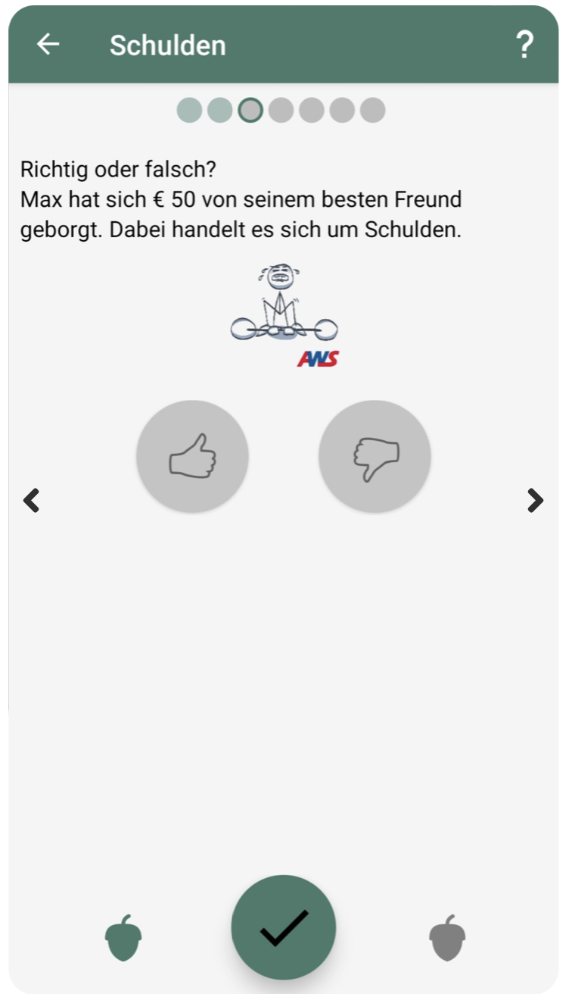 Schulden
?
Richtig oder falsch?
Max hat sich € 50 von seinem besten Freund
geborgt. Dabei handelt es sich um Schulden.
AWS